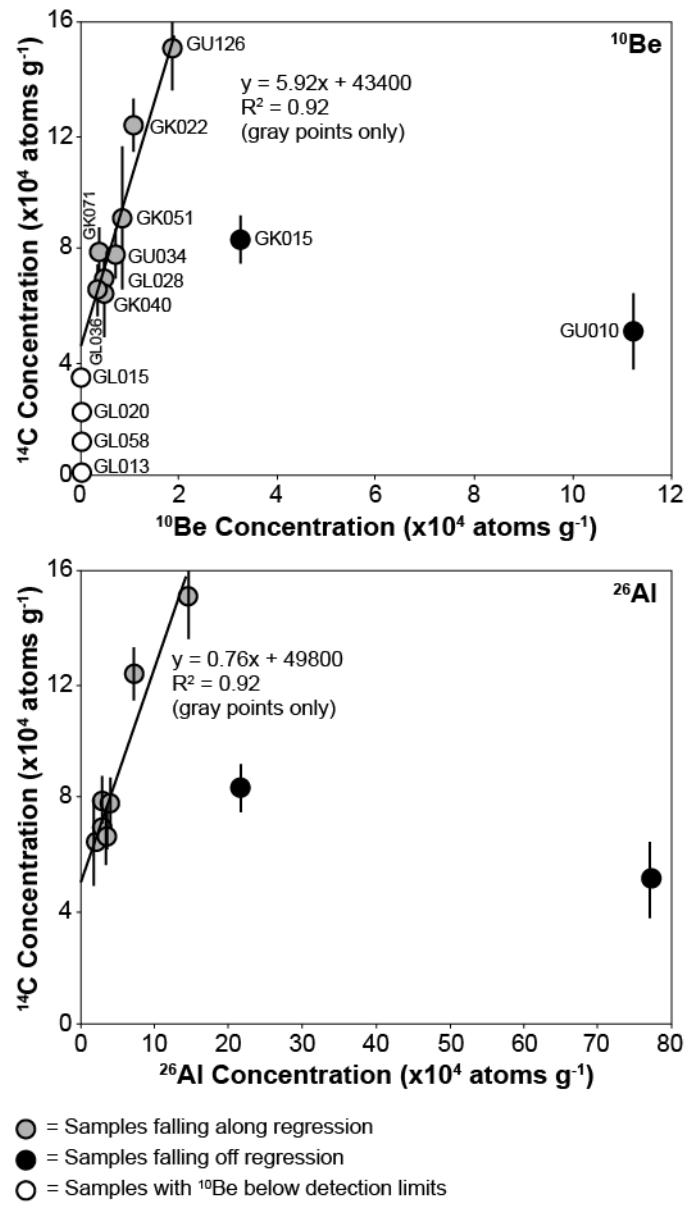 16
12
8
4
0
¹⁴C Concentration (x10⁴ atoms g⁻¹)
¹⁰Be
GU126
y = 5.92x + 43400
R² = 0.92
(gray points only)
GK022
GK071
GK051
GK015
GU034
GL028
GK040
GL036
GU010
GL015
GL020
GL058
GL013
0 2 4 6 8 10 12
¹⁰Be Concentration (x10⁴ atoms g⁻¹)
16
12
8
4
0
¹⁴C Concentration (x10⁴ atoms g⁻¹)
²⁶Al
y = 0.76x + 49800
R² = 0.92
(gray points only)
0 10 20 30 40 50 60 70 80
²⁶Al Concentration (x10⁴ atoms g⁻¹)
= Samples falling along regression
= Samples falling off regression
= Samples with ¹⁰Be below detection limits